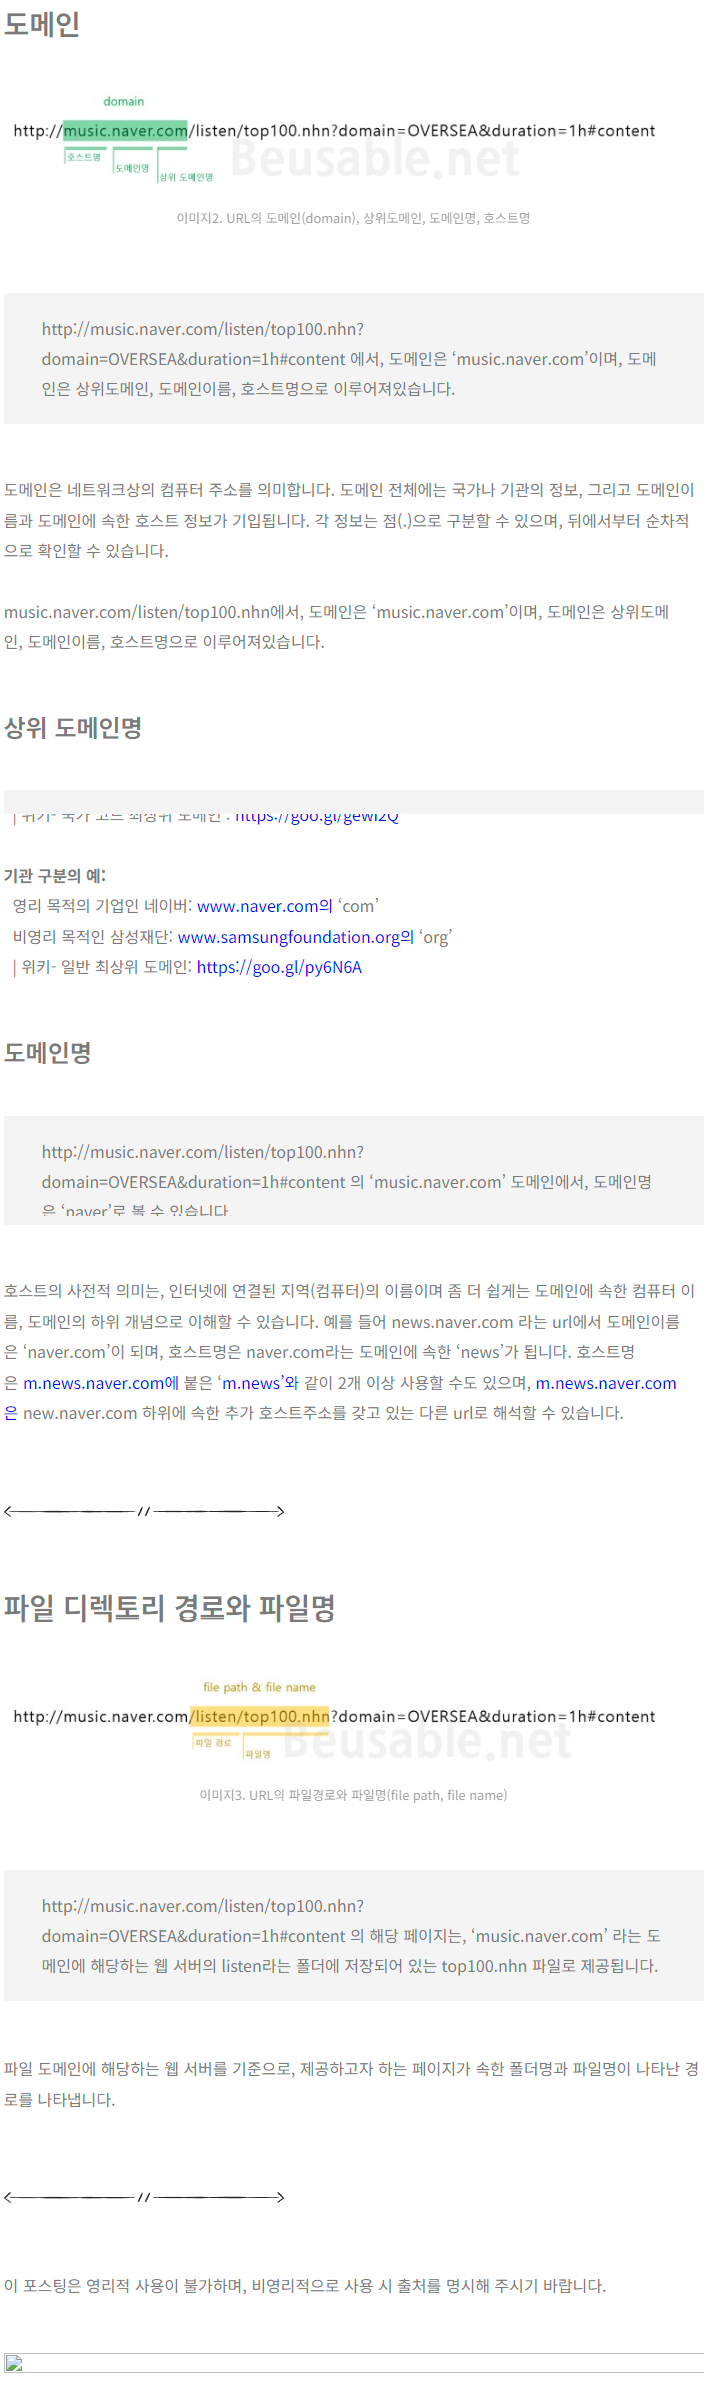 도메인
domain
http://music.naver.com/listen/top100.nhn?domain=OVERSEA&duration=1h#content
호스트명
도메인명
상위 도메인명
Beusable.net
이미지2. URL의 도메인(domain), 상위도메인, 도메인명, 호스트명
http://music.naver.com/listen/top100.nhn?
domain=OVERSEA&duration=1h#content 에서, 도메인은 ‘music.naver.com’이며, 도메
인은 상위도메인, 도메인이름, 호스트명으로 이루어져있습니다.
도메인은 네트워크상의 컴퓨터 주소를 의미합니다. 도메인 전체에는 국가나 기관의 정보, 그리고 도메인이
름과 도메인에 속한 호스트 정보가 기입됩니다. 각 정보는 점(.)으로 구분할 수 있으며, 뒤에서부터 순차적
으로 확인할 수 있습니다.
music.naver.com/listen/top100.nhn에서, 도메인은 ‘music.naver.com’이며, 도메인은 상위도메
인, 도메인이름, 호스트명으로 이루어져있습니다.
상위 도메인명
| 위키- 국가 코드 최상위 도메인 : https://goo.gl/gewI2Q
기관 구분의 예:
영리 목적의 기업인 네이버: www.naver.com의 ‘com’
비영리 목적인 삼성재단: www.samsungfoundation.org의 ‘org’
| 위키- 일반 최상위 도메인: https://goo.gl/py6N6A
도메인명
http://music.naver.com/listen/top100.nhn?
domain=OVERSEA&duration=1h#content 의 ‘music.naver.com’ 도메인에서, 도메인명
은 ‘naver’로 볼 수 있습니다.
호스트의 사전적 의미는, 인터넷에 연결된 지역(컴퓨터)의 이름이며 좀 더 쉽게는 도메인에 속한 컴퓨터 이
름, 도메인의 하위 개념으로 이해할 수 있습니다. 예를 들어 news.naver.com 라는 url에서 도메인이름
은 ‘naver.com’이 되며, 호스트명은 naver.com라는 도메인에 속한 ‘news’가 됩니다. 호스트명
은 m.news.naver.com에 붙은 ‘m.news’와 같이 2개 이상 사용할 수도 있으며, m.news.naver.com
은 new.naver.com 하위에 속한 추가 호스트주소를 갖고 있는 다른 url로 해석할 수 있습니다.
파일 디렉토리 경로와 파일명
file path & file name
http://music.naver.com/listen/top100.nhn?domain=OVERSEA&duration=1h#content
파일 경로
파일명
Beusable.net
이미지3. URL의 파일경로와 파일명(file path, file name)
http://music.naver.com/listen/top100.nhn?
domain=OVERSEA&duration=1h#content 의 해당 페이지는, ‘music.naver.com’ 라는 도
메인에 해당하는 웹 서버의 listen라는 폴더에 저장되어 있는 top100.nhn 파일로 제공됩니다.
파일 도메인에 해당하는 웹 서버를 기준으로, 제공하고자 하는 페이지가 속한 폴더명과 파일명이 나타난 경
로를 나타냅니다.
이 포스팅은 영리적 사용이 불가하며, 비영리적으로 사용 시 출처를 명시해 주시기 바랍니다.